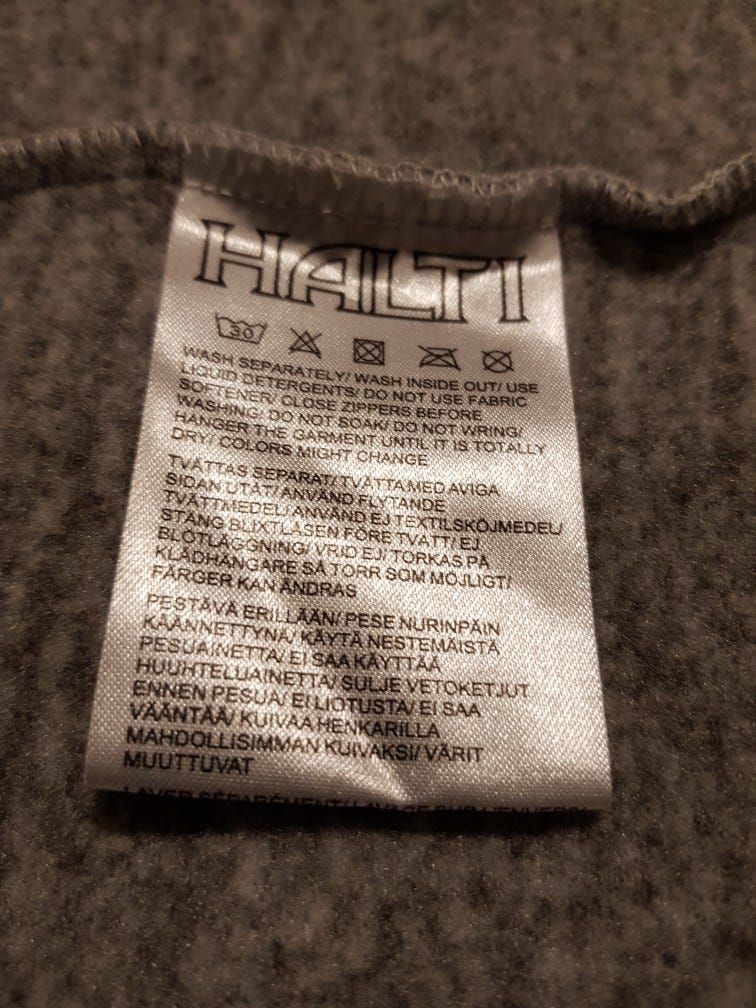 HALTI
30
WASH SEPARATELY/ WASH INSIDE OUT/ USE
LIQUID DETERGENTS/ DO NOT USE FABRIC
SOFTENER/ CLOSE ZIPPERS BEFORE
WASHING/ DO NOT SOAK/ DO NOT WRING/
HANGER THE GARMENT UNTIL IT IS TOTALLY
DRY/ COLORS MIGHT CHANGE
TVÄTTAS SEPARAT/ TVÄTTA MED AVIGA
SIDAN UTÅT/ ANVÄND FLYTANDE
TVÄTTMEDEL/ ANVÄND EJ TEXTILSKÖJMEDEL/
STÄNG BLIXTLÅSEN FÖRE TVÄTT/ EJ
BLÖTLÄGGNING/ VRID EJ/ TORKAS PÅ
KLÄDHÄNGARE SÅ TORR SOM MÖJLIGT/
FÄRGER KAN ÄNDRAS
PESTÄVÄ ERILLÄÄN/ PESE NURINPÄIN
KÄÄNNETTYNÄ/ KÄYTÄ NESTEMÄISTÄ
PESUAINETTA/ EI SAA KÄYTTÄÄ
HUUHTELUAINETTA/ SULJE VETOKETJUT
ENNEN PESUA/ EI LIOTUSTA/ EI SAA
VÄÄNTÄÄ/ KUIVAA HENKARILLA
MAHDOLLISIMMAN KUIVAKSI/ VÄRIT
MUUTTUVAT
LAVER SÉPARÉMENT/